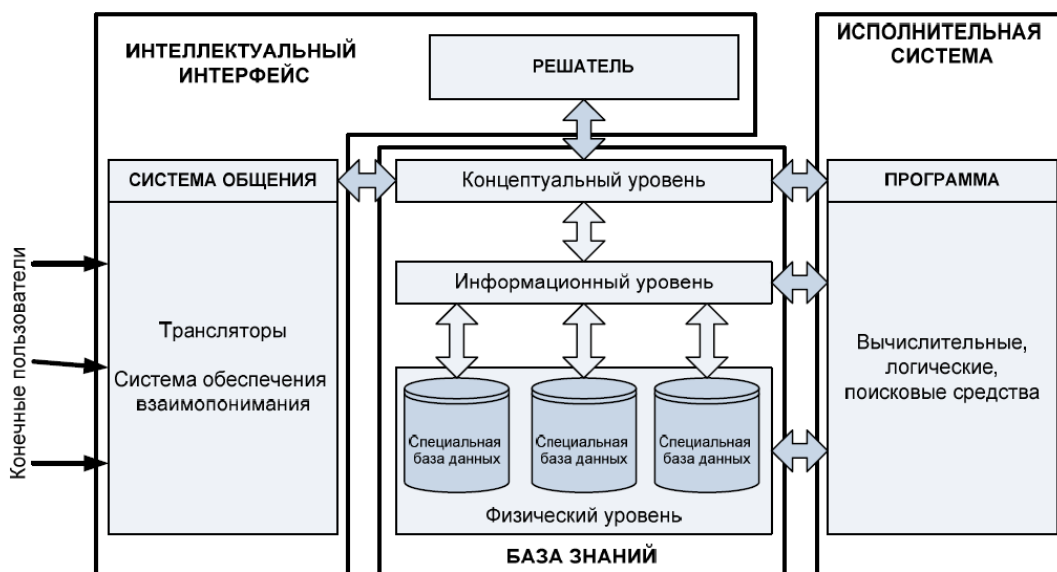 ИНТЕЛЛЕКТУАЛЬНЫЙ
ИНТЕРФЕЙС
РЕШАТЕЛЬ
ИСПОЛНИТЕЛЬНАЯ
СИСТЕМА
СИСТЕМА ОБЩЕНИЯ
Концептуальный уровень
ПРОГРАММА
Конечные пользователи
Информационный уровень
Трансляторы
Система обеспечения
взаимопонимания
Вычислительные,
логические,
поисковые средства
Специальная
база данных
Специальная
база данных
Специальная
база данных
Физический уровень
БАЗА ЗНАНИЙ